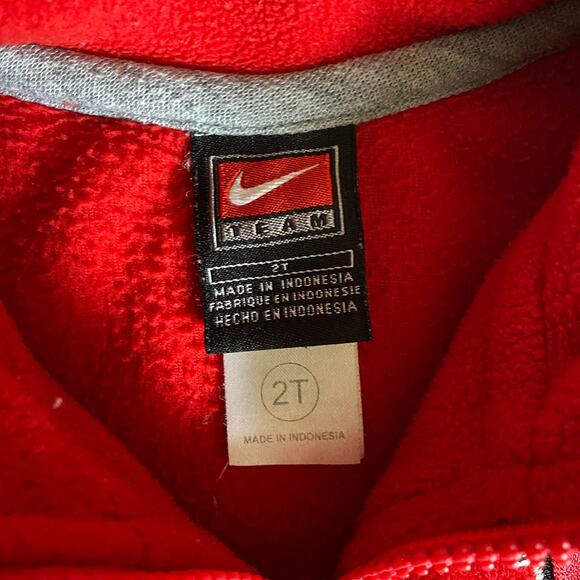 TEAM
2T
MADE IN INDONESIA
FABRIQUE EN INDONESIE
HECHO EN INDONESIA
2T
MADE IN INDONESIA